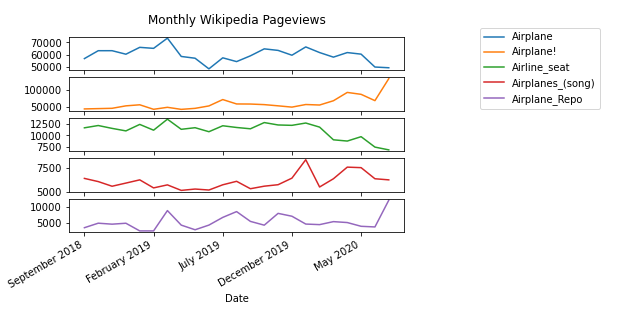 Monthly Wikipedia Pageviews
Airplane
Airplane!
Airline_seat
Airplanes_(song)
Airplane_Repo
70000
60000
50000
100000
50000
12500
10000
7500
7500
5000
10000
5000
September 2018
February 2019
July 2019
December 2019
May 2020
Date